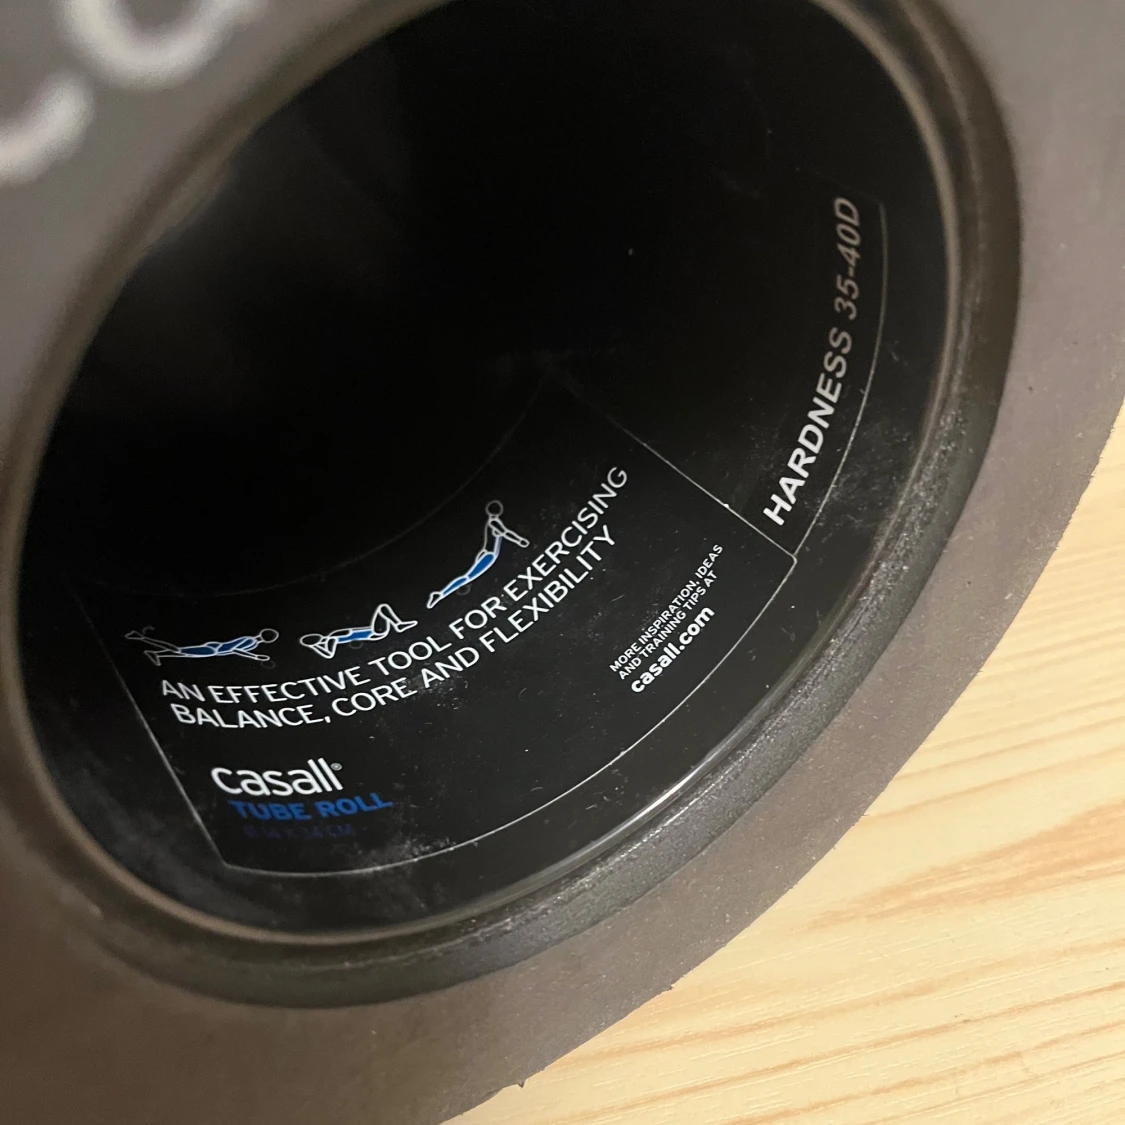 HARDNESS 35-40D
AN EFFECTIVE TOOL FOR EXERCISING
BALANCE, CORE AND FLEXIBILITY
MORE INSPIRATION, IDEAS
AND TRAINING TIPS AT
casall.com
casall®
TUBE ROLL